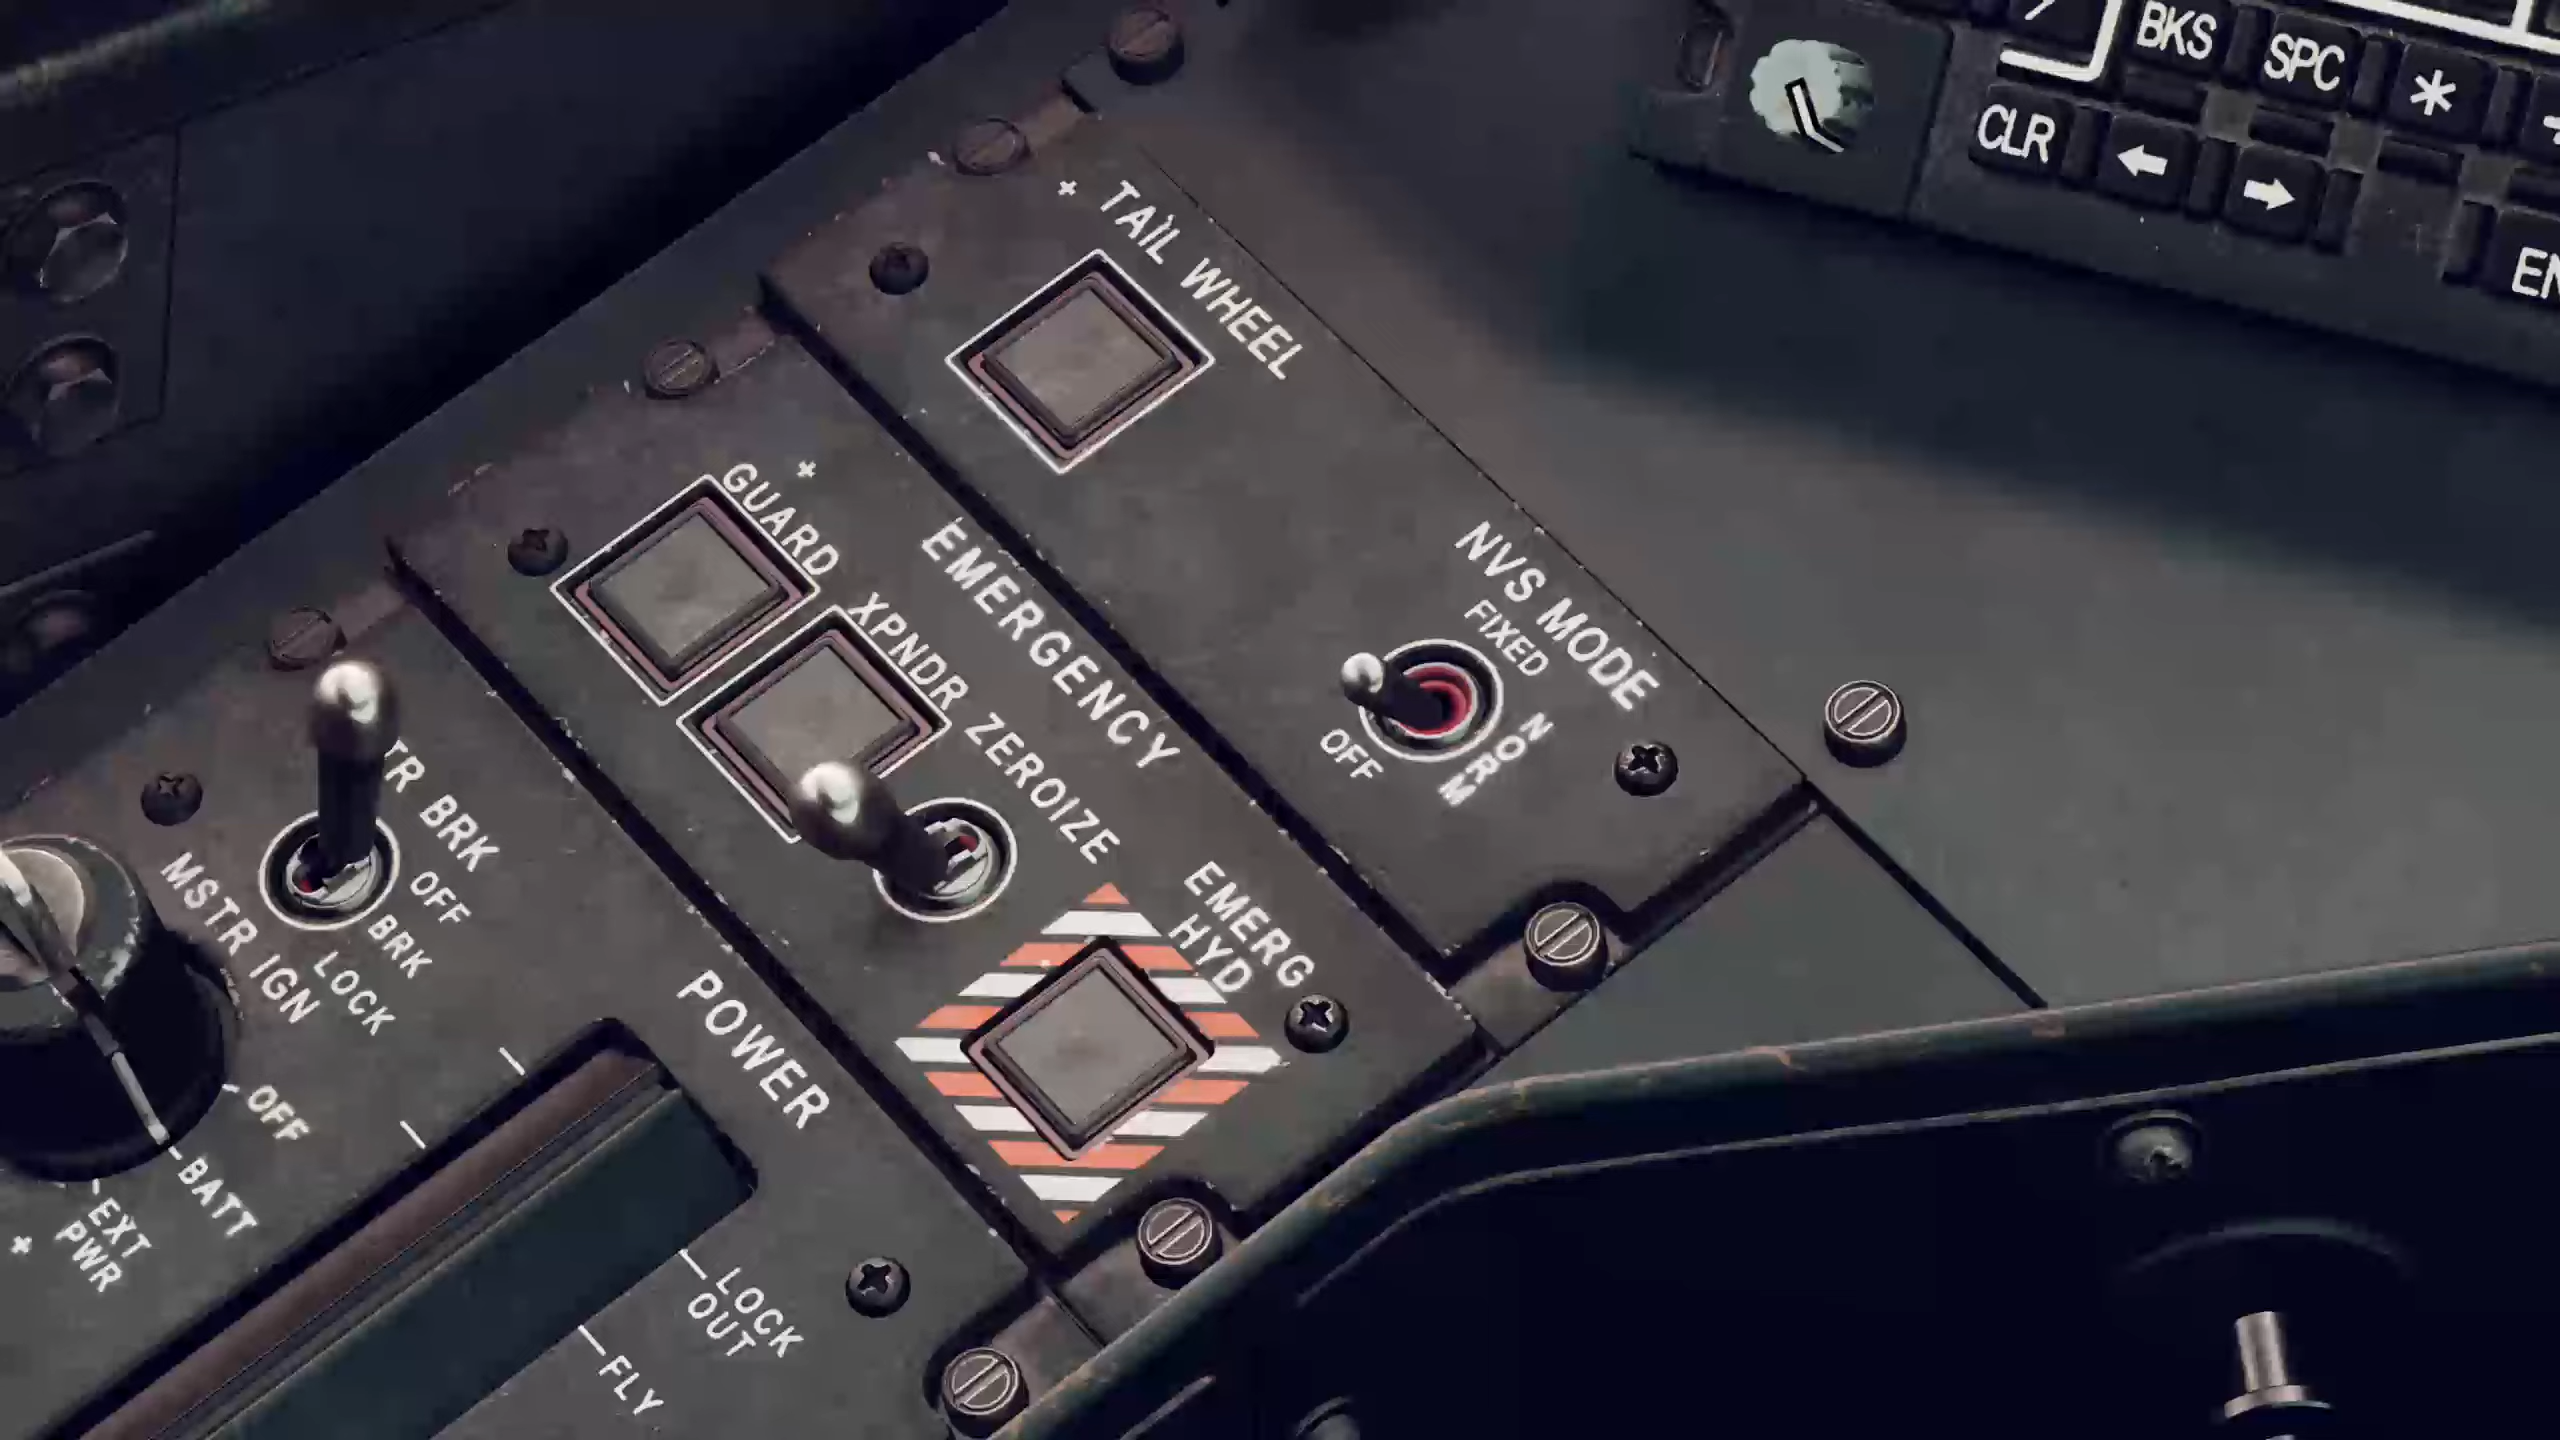 BKS
SPC
*
CLR
←
→
+ TAIL WHEEL
NVS MODE
FIXED
NORM
OFF
+
GUARD
XPNDR
ZEROIZE
EMERGENCY
EMERG
HYD
TR BRK
OFF
BRK
LOCK
MSTR IGN
OFF
BATT
EXT
PWR
+
POWER
LOCK
OUT
FLY